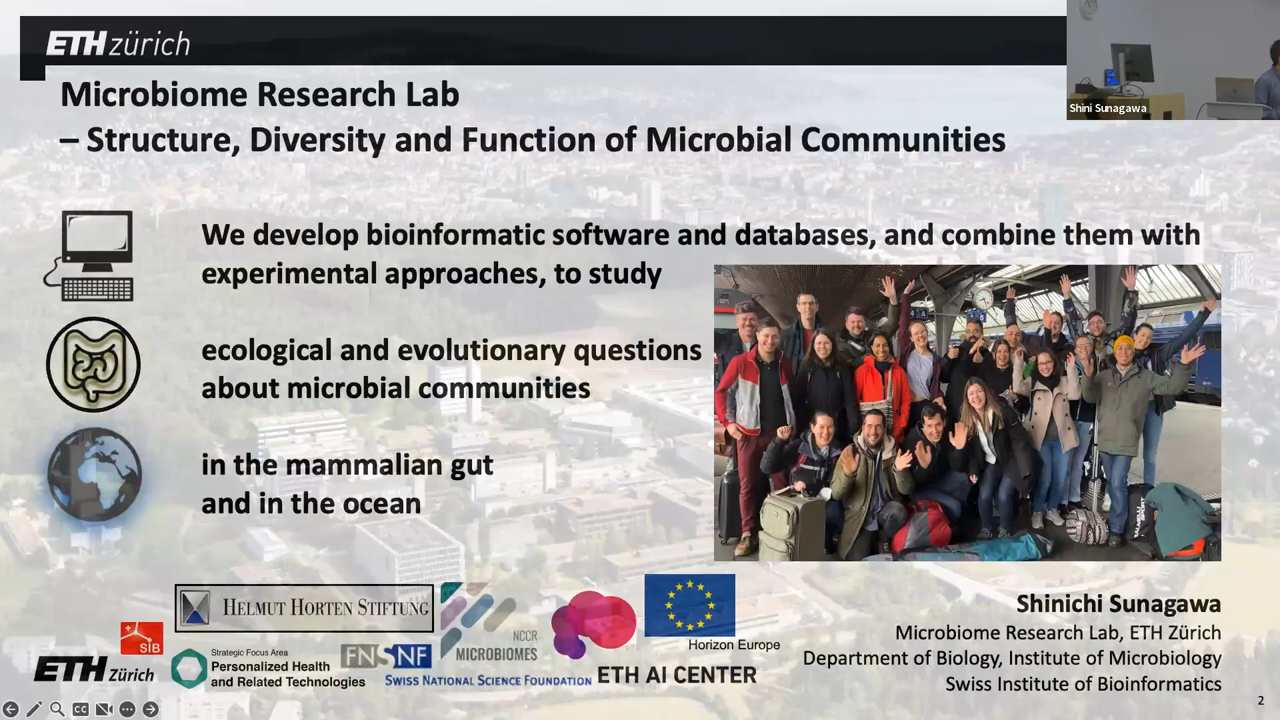 ETH zürich
Shini Sunagawa
Microbiome Research Lab
– Structure, Diversity and Function of Microbial Communities
We develop bioinformatic software and databases, and combine them with
experimental approaches, to study
ecological and evolutionary questions
about microbial communities
in the mammalian gut
and in the ocean
HELMUT HORTEN STIFTUNG
SIB
ETH Zürich
Strategic Focus Area
Personalized Health
and Related Technologies
FNSNF
SWISS NATIONAL SCIENCE FOUNDATION
NCCR
MICROBIOMES
ETH AI CENTER
Horizon Europe
Shinichi Sunagawa
Microbiome Research Lab, ETH Zürich
Department of Biology, Institute of Microbiology
Swiss Institute of Bioinformatics
CC
2